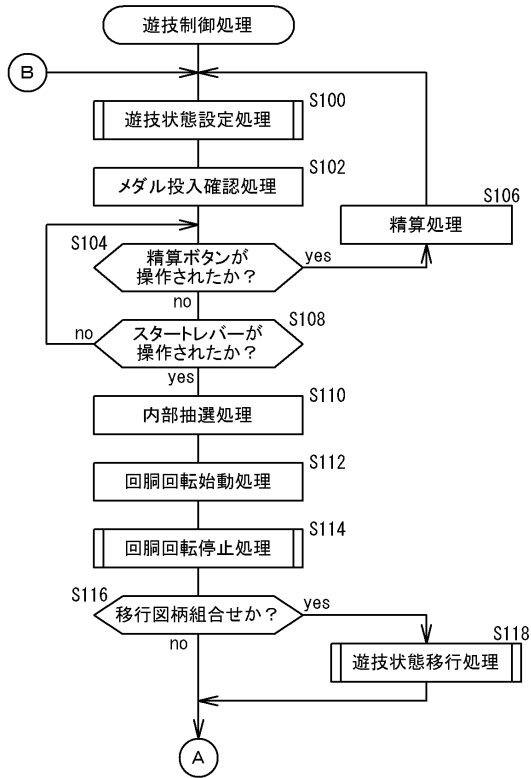 遊技制御処理
B
S100
遊技状態設定処理
S102
メダル投入確認処理
S106
精算処理
S104
精算ボタンが
操作されたか？
yes
no
S108
スタートレバーが
操作されたか？
no
yes
S110
内部抽選処理
S112
回胴回転始動処理
S114
回胴回転停止処理
S116
移行図柄組合せか？
yes
no
S118
遊技状態移行処理
A